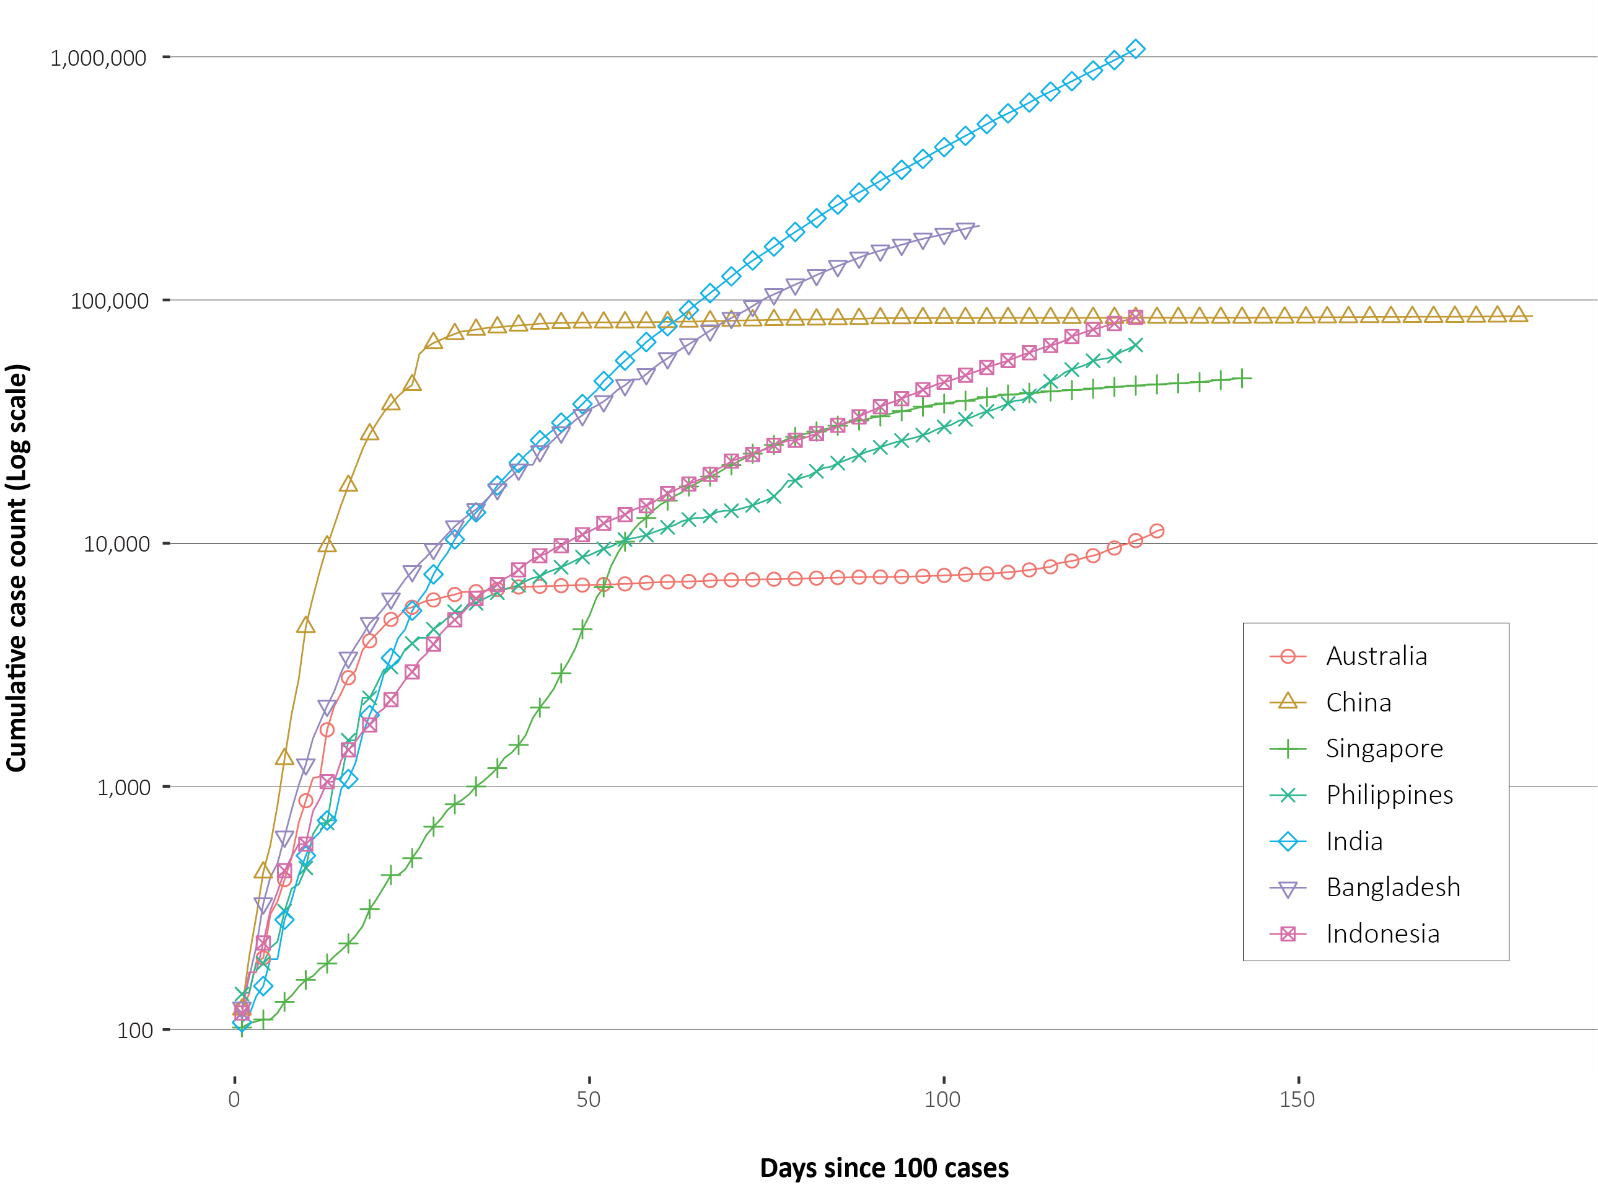 1,000,000
100,000
10,000
1,000
100
Cumulative case count (Log scale)
0
50
100
150
Days since 100 cases
Australia
China
Singapore
Philippines
India
Bangladesh
Indonesia